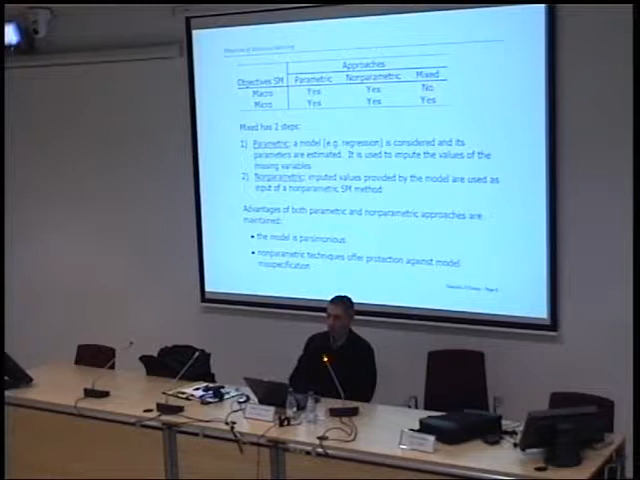 Approaches
Objectives SM Parametric Nonparametric Mixed
Macro Yes Yes No
Micro Yes Yes Yes
Mixed has 2 steps:
1) Parametric: a model (e.g. regression) is considered and its
parameters are estimated. It is used to impute the values of the
missing variables
2) Nonparametric: imputed values provided by the model are used as
input of a nonparametric SM method
Advantages of both parametric and nonparametric approaches are
maintained:
• the model is parsimonious
• nonparametric techniques offer protection against model
misspecification